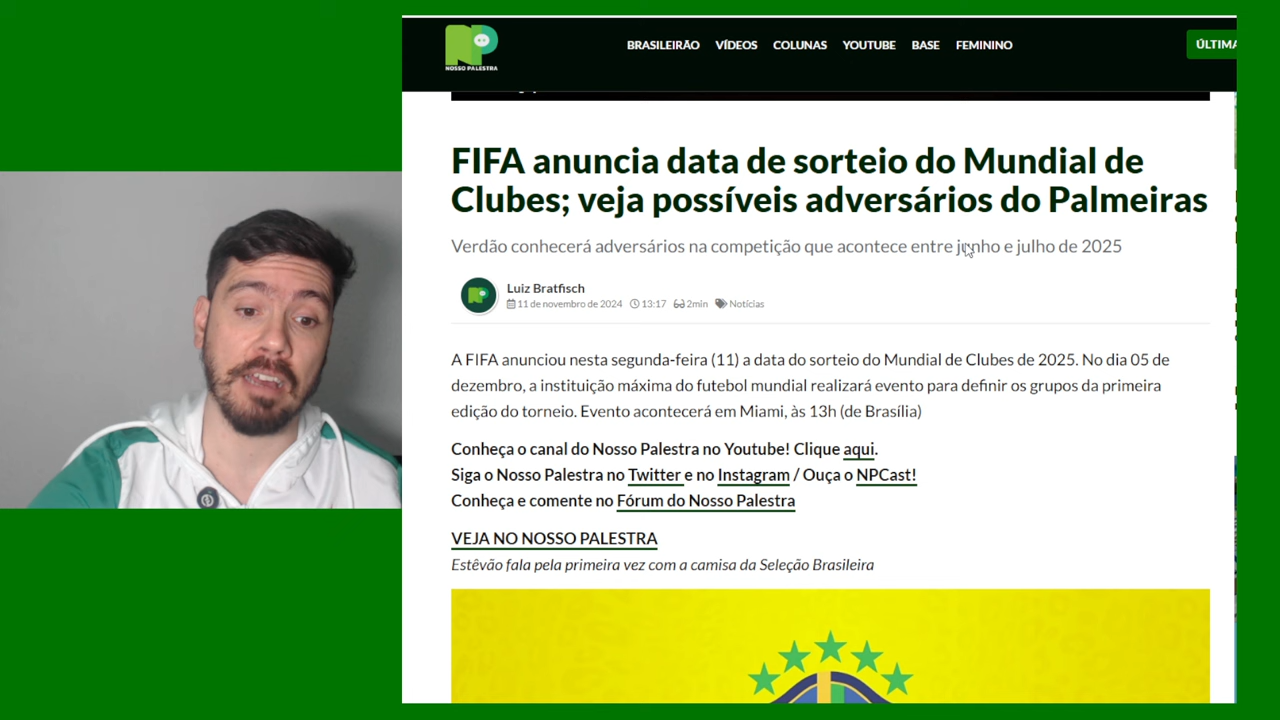 NP
NOSSO PALESTRA
BRASILEIRÃO VÍDEOS COLUNAS YOUTUBE BASE FEMININO
ÚLTIMA
FIFA anuncia data de sorteio do Mundial de
Clubes; veja possíveis adversários do Palmeiras
Verdão conhecerá adversários na competição que acontece entre junho e julho de 2025
Luiz Bratfisch
11 de novembro de 2024 13:17 2min Notícias
A FIFA anunciou nesta segunda-feira (11) a data do sorteio do Mundial de Clubes de 2025. No dia 05 de
dezembro, a instituição máxima do futebol mundial realizará evento para definir os grupos da primeira
edição do torneio. Evento acontecerá em Miami, às 13h (de Brasília)
Conheça o canal do Nosso Palestra no Youtube! Clique aqui.
Siga o Nosso Palestra no Twitter e no Instagram / Ouça o NPCast!
Conheça e comente no Fórum do Nosso Palestra
VEJA NO NOSSO PALESTRA
Estêvão fala pela primeira vez com a camisa da Seleção Brasileira